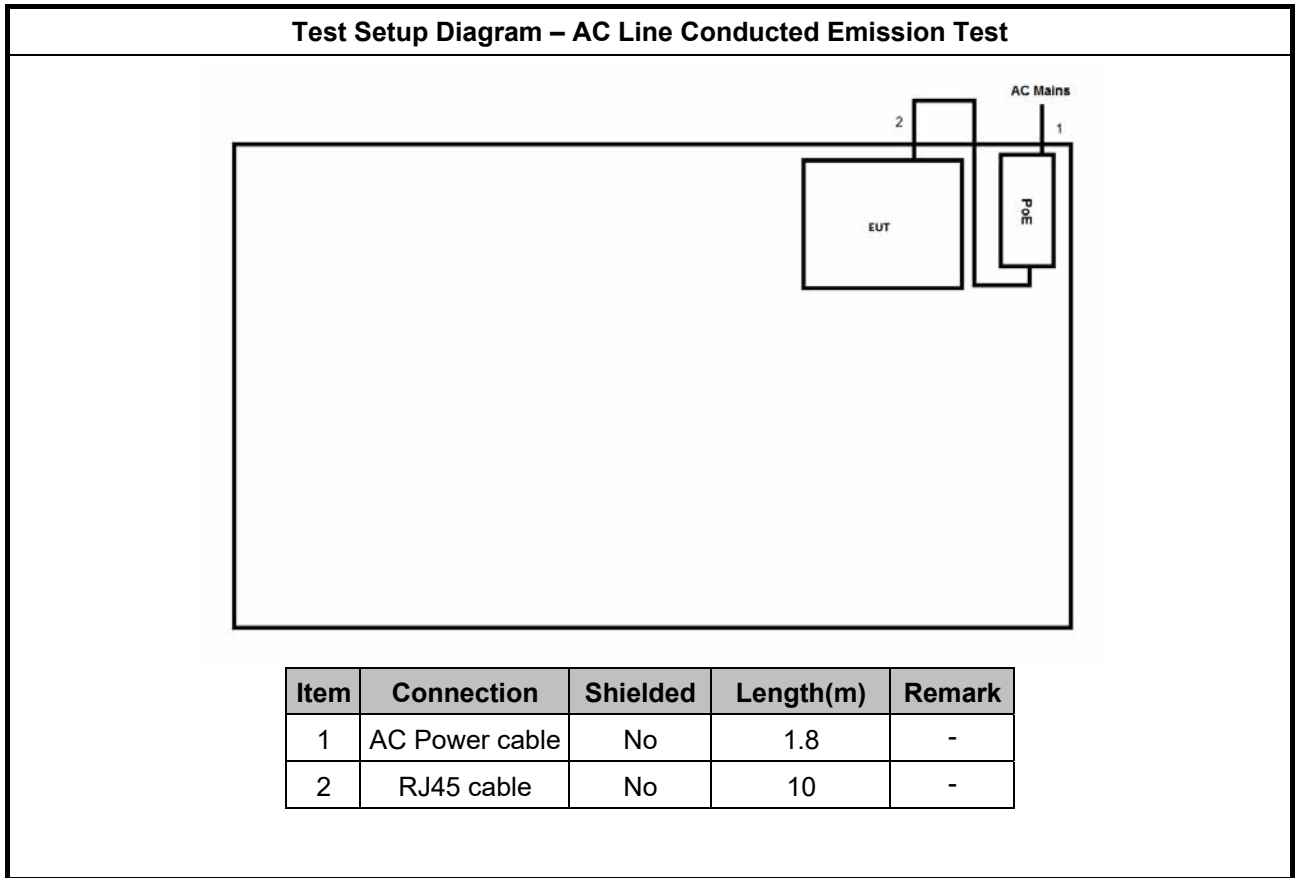 Test Setup Diagram – AC Line Conducted Emission Test
AC Mains
2
1
EUT
PoE
Item Connection Shielded Length(m) Remark
1 AC Power cable No 1.8 -
2 RJ45 cable No 10 -